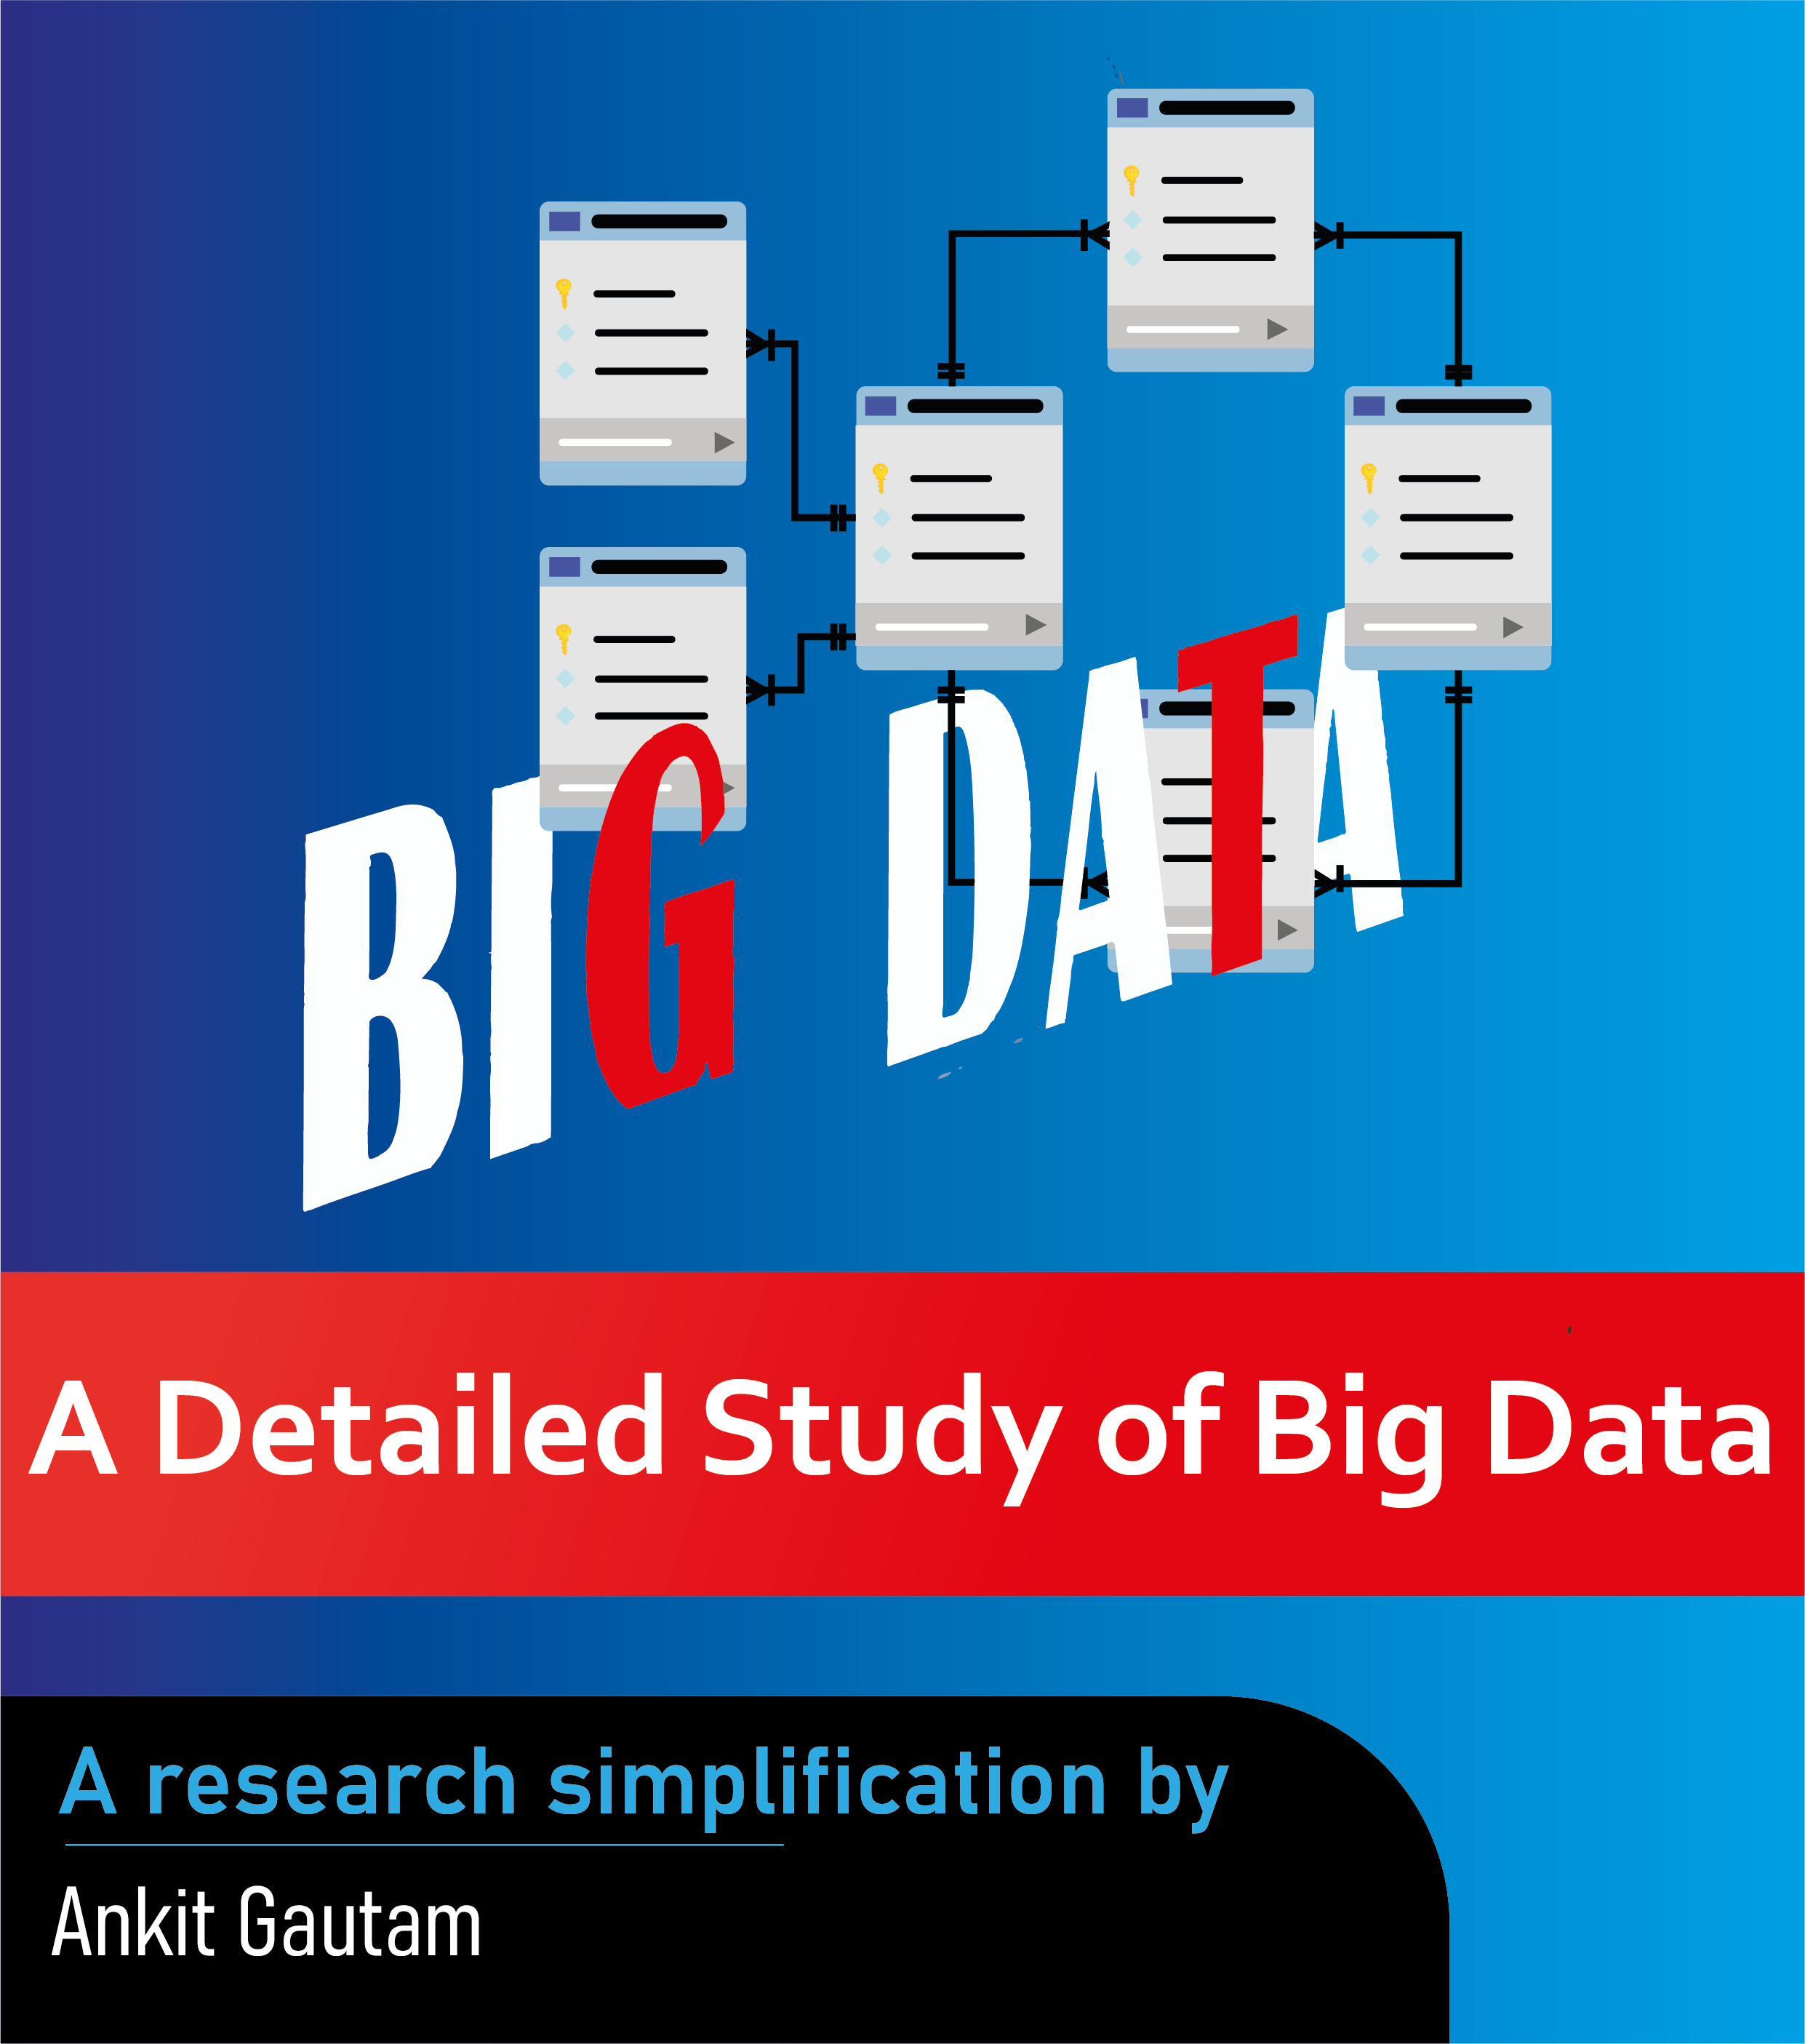 BIG DATA
A Detailed Study of Big Data
A research simplification by
Ankit Gautam